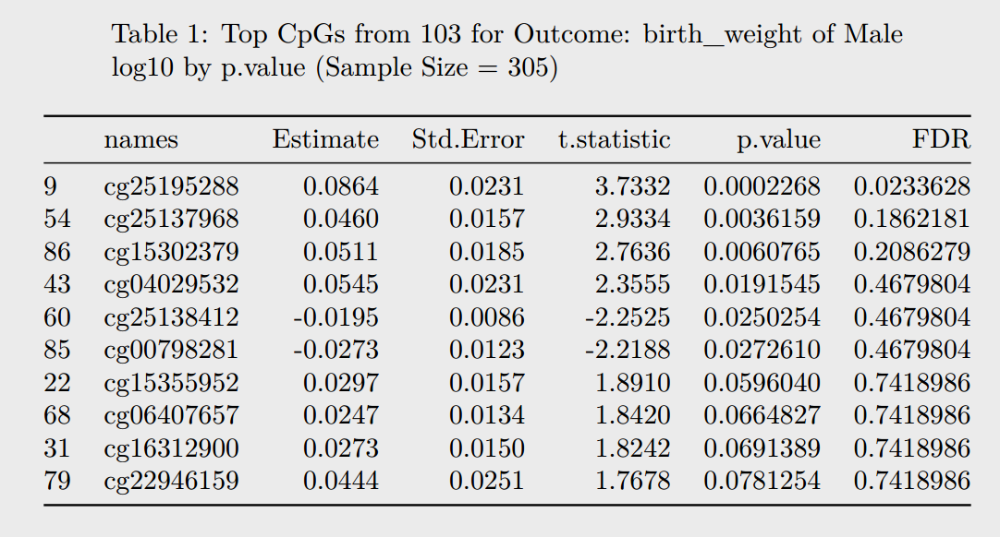 Table 1: Top CpGs from 103 for Outcome: birth_weight of Male
log10 by p.value (Sample Size = 305)
names Estimate Std.Error t.statistic p.value FDR
9 cg25195288 0.0864 0.0231 3.7332 0.0002268 0.0233628
54 cg25137968 0.0460 0.0157 2.9334 0.0036159 0.1862181
86 cg15302379 0.0511 0.0185 2.7636 0.0060765 0.2086279
43 cg04029532 0.0545 0.0231 2.3555 0.0191545 0.4679804
60 cg25138412 -0.0195 0.0086 -2.2525 0.0250254 0.4679804
85 cg00798281 -0.0273 0.0123 -2.2188 0.0272610 0.4679804
22 cg15355952 0.0297 0.0157 1.8910 0.0596040 0.7418986
68 cg06407657 0.0247 0.0134 1.8420 0.0664827 0.7418986
31 cg16312900 0.0273 0.0150 1.8242 0.0691389 0.7418986
79 cg22946159 0.0444 0.0251 1.7678 0.0781254 0.7418986